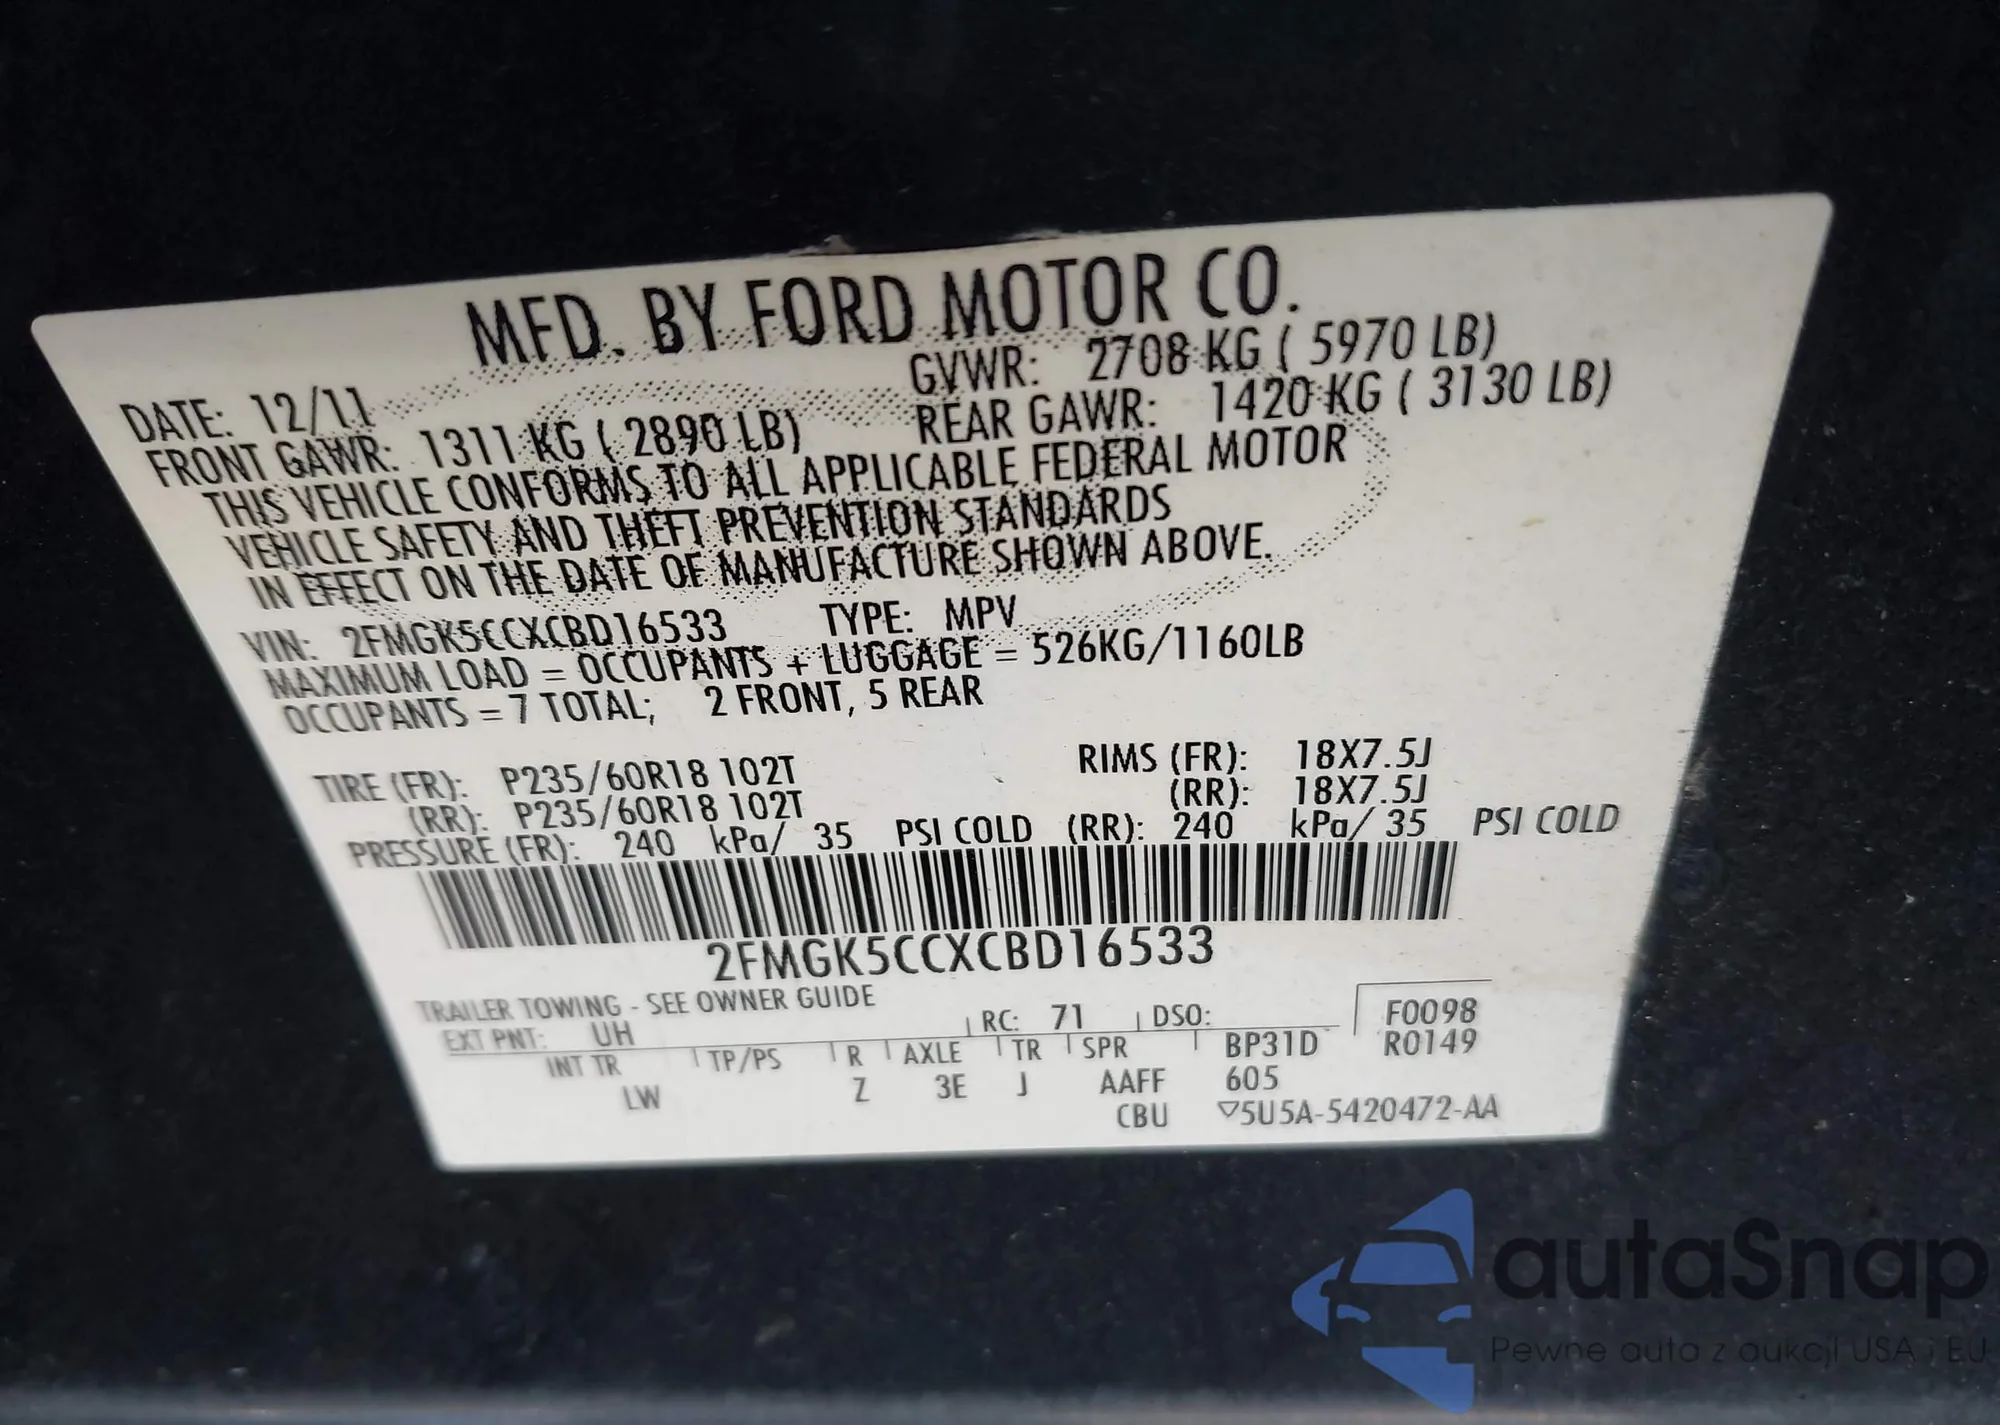 MFD. BY FORD MOTOR CO.
DATE: 12/11 GVWR: 2708 KG ( 5970 LB)
FRONT GAWR: 1311 KG ( 2890 LB) REAR GAWR: 1420 KG ( 3130 LB)
THIS VEHICLE CONFORMS TO ALL APPLICABLE FEDERAL MOTOR
VEHICLE SAFETY AND THEFT PREVENTION STANDARDS
IN EFFECT ON THE DATE OF MANUFACTURE SHOWN ABOVE.
VIN: 2FMGK5CCXCBD16533 TYPE: MPV
MAXIMUM LOAD = OCCUPANTS + LUGGAGE = 526KG/1160LB
OCCUPANTS = 7 TOTAL; 2 FRONT, 5 REAR
TIRE (FR): P235/60R18 102T RIMS (FR): 18X7.5J
(RR): P235/60R18 102T (RR): 18X7.5J
PRESSURE (FR): 240 kPa/ 35 PSI COLD (RR): 240 kPa/ 35 PSI COLD
2FMGK5CCXCBD16533
TRAILER TOWING - SEE OWNER GUIDE
EXT PNT: UH RC: 71 DSO: F0098
INT TR TP/PS R AXLE TR SPR BP31D R0149
LW Z 3E J AAFF 605
CBU ▽5U5A-5420472-AA
autaSnap
Pewne auta z aukcji USA i EU